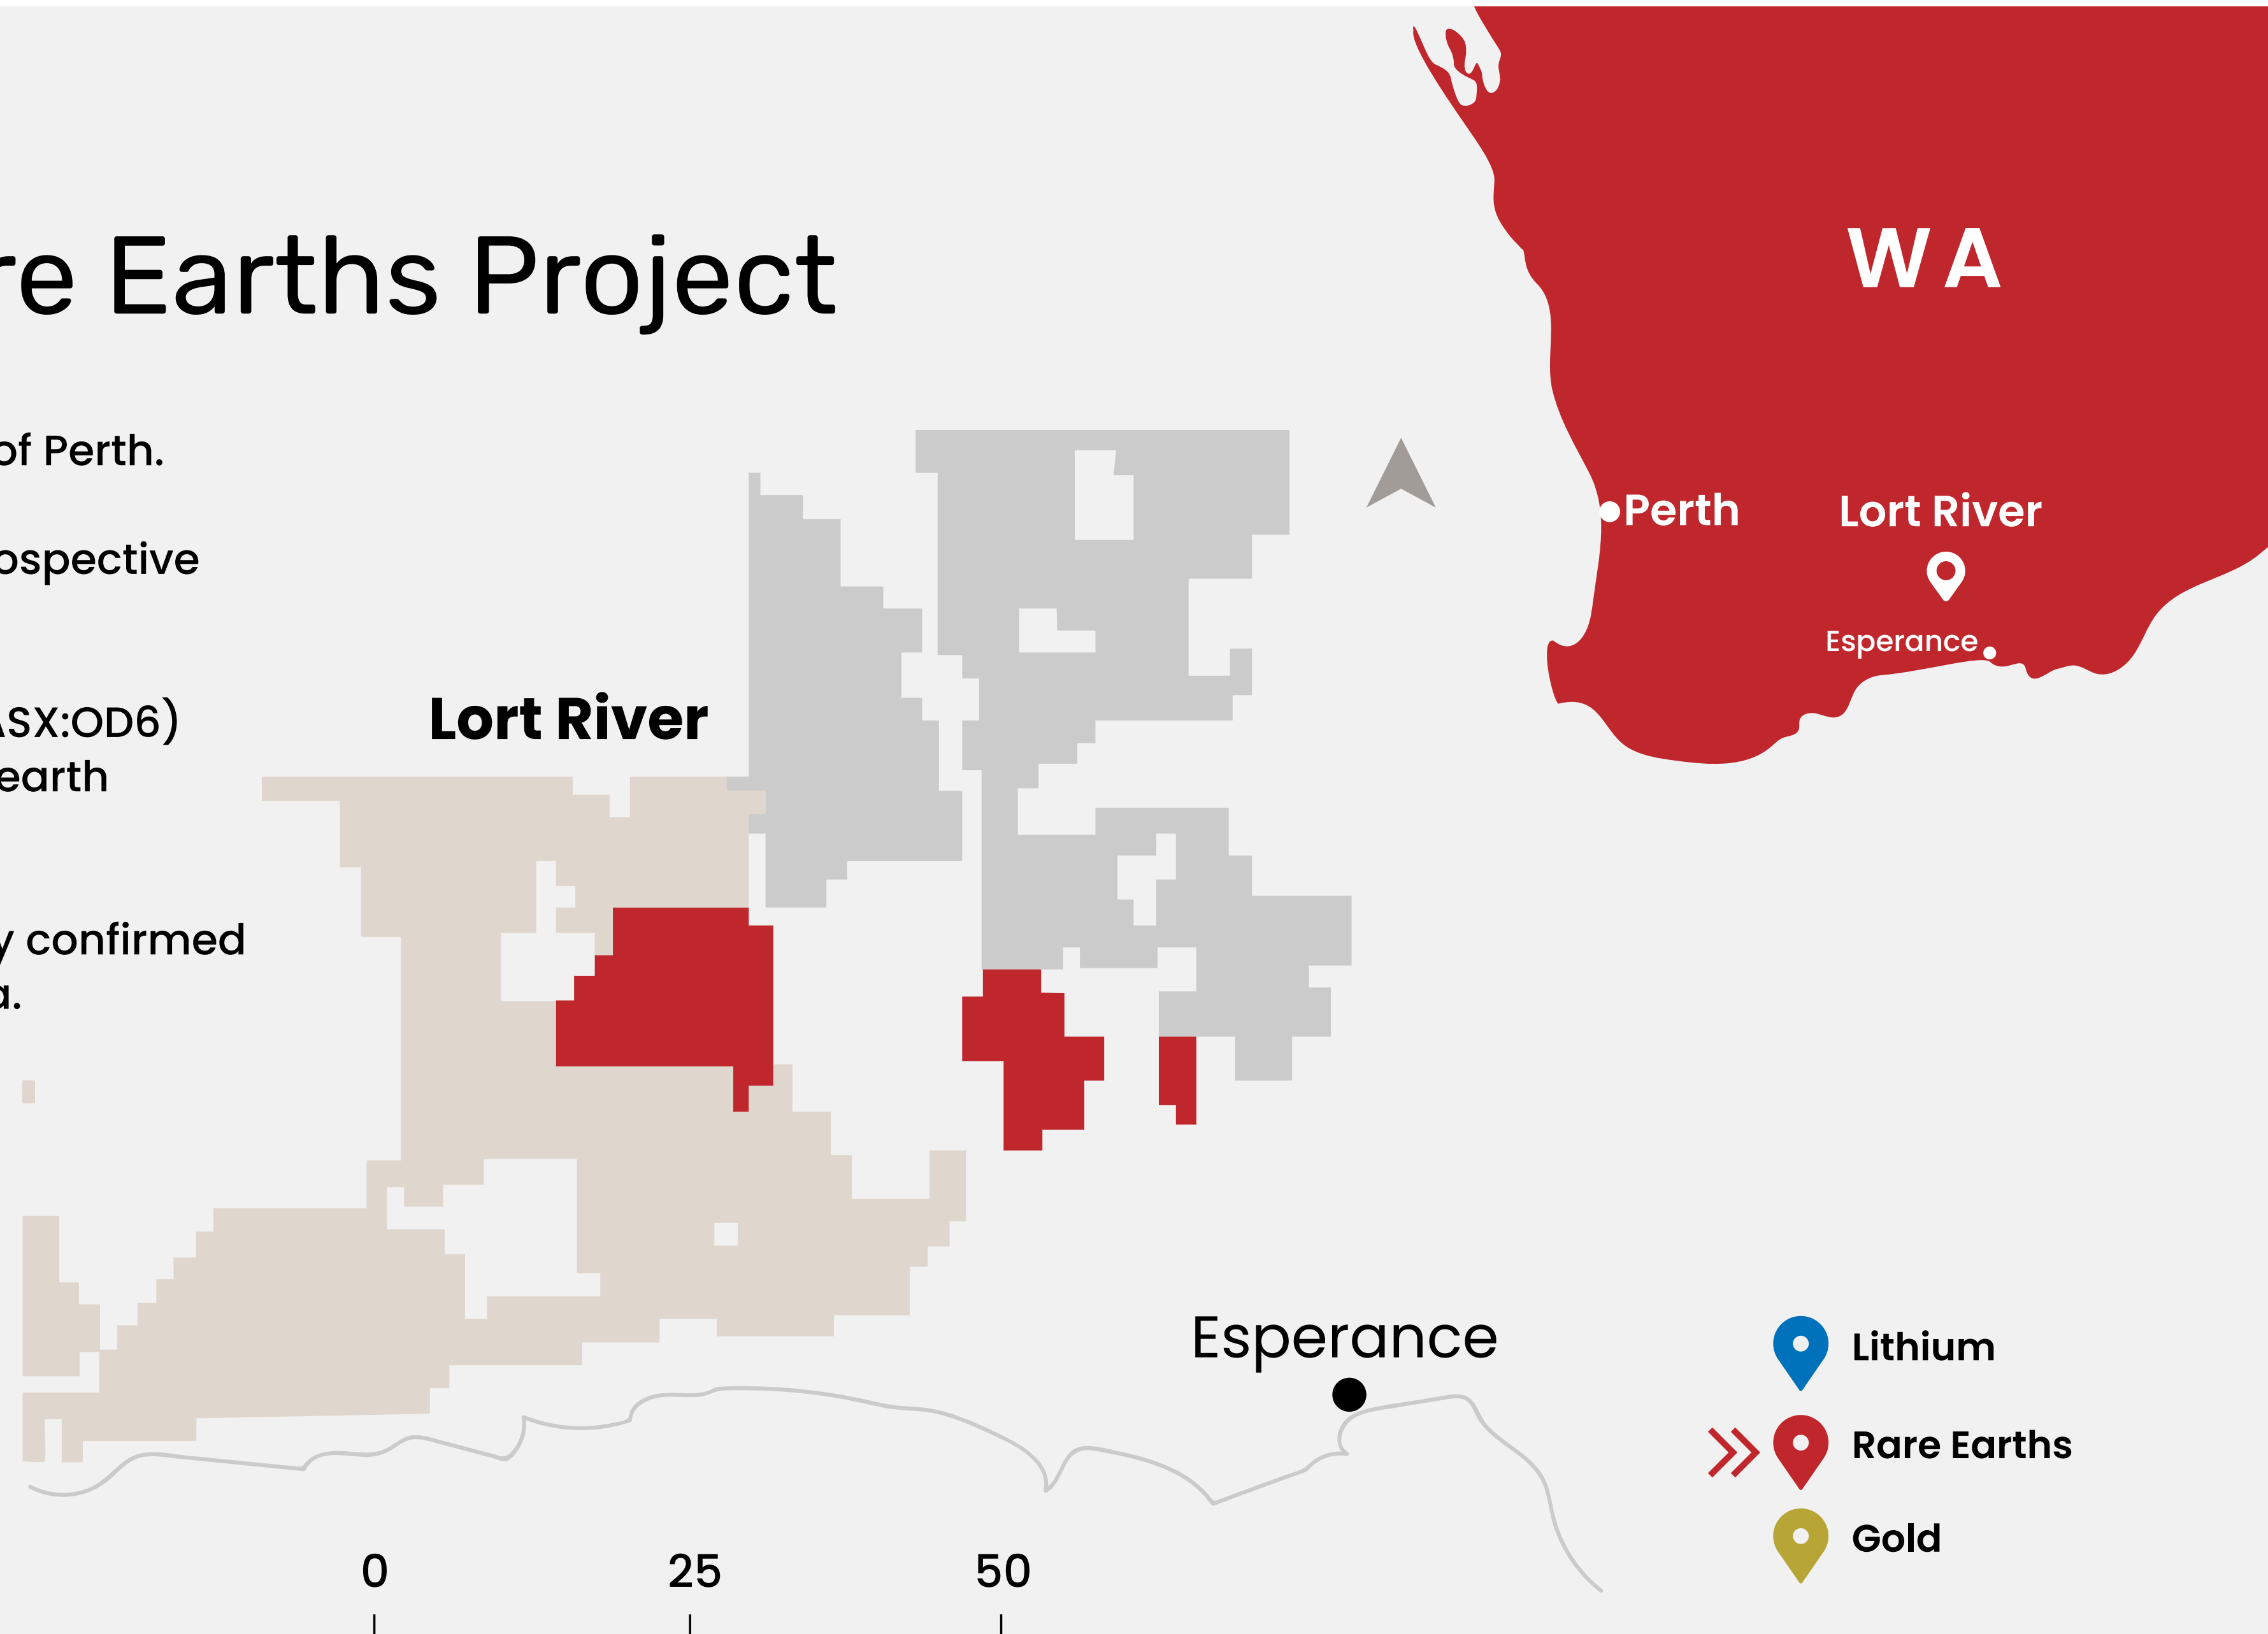 re Earths Project
of Perth.
ospective
ASX:OD6)
earth
y confirmed
a.
Lort River
Esperance
0 25 50
WA
Perth
Lort River
Esperance
Lithium
Rare Earths
Gold